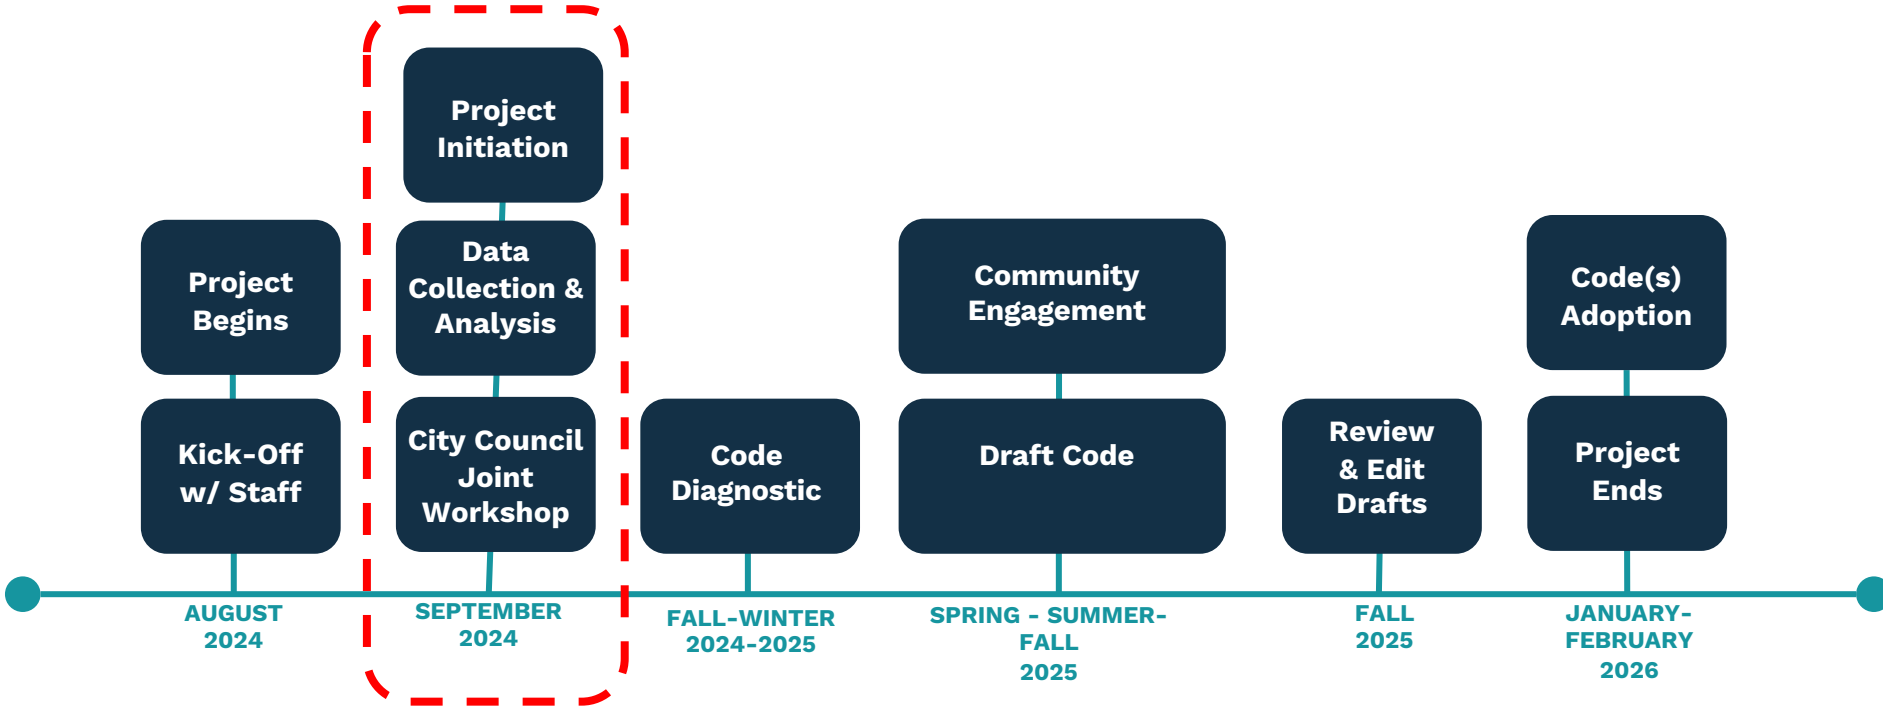 Project
Begins
Kick-Off
w/ Staff
AUGUST
2024
Project
Initiation
Data
Collection &
Analysis
City Council
Joint
Workshop
SEPTEMBER
2024
Code
Diagnostic
FALL-WINTER
2024-2025
Community
Engagement
Draft Code
SPRING - SUMMER-
FALL
2025
Review
& Edit
Drafts
FALL
2025
Code(s)
Adoption
Project
Ends
JANUARY-
FEBRUARY
2026